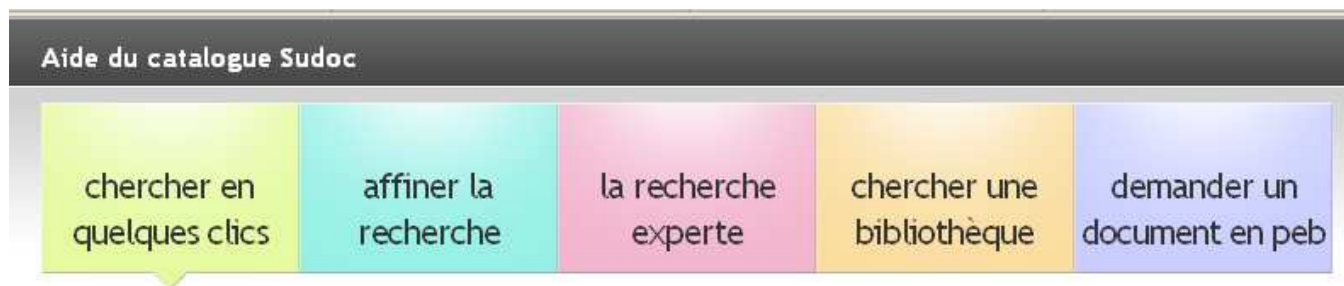 Aide du catalogue Sudoc
chercher en
quelques clics
affiner la
recherche
la recherche
experte
chercher une
bibliothèque
demander un
document en peb